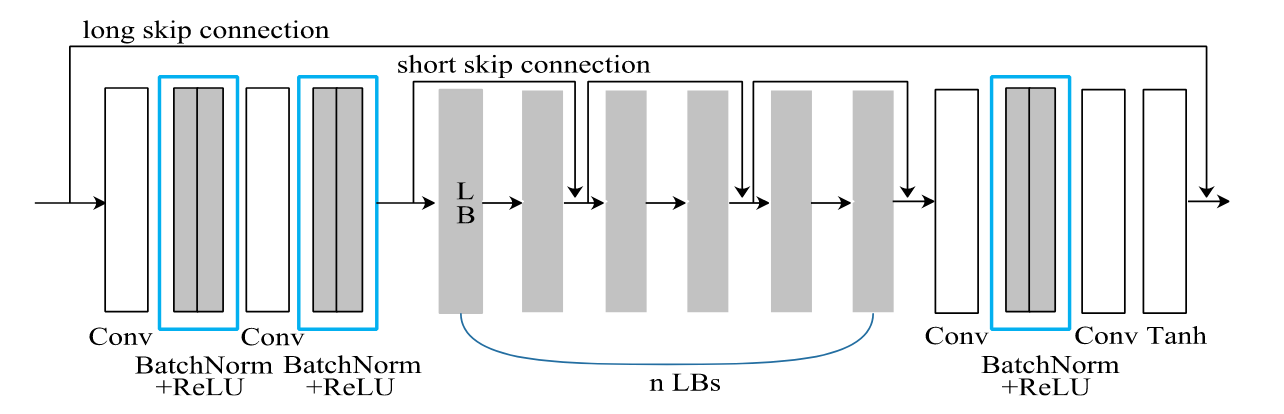 long skip connection
short skip connection
L
B
Conv
BatchNorm
+ReLU
Conv
BatchNorm
+ReLU
n LBs
Conv
BatchNorm
+ReLU
Conv
Tanh